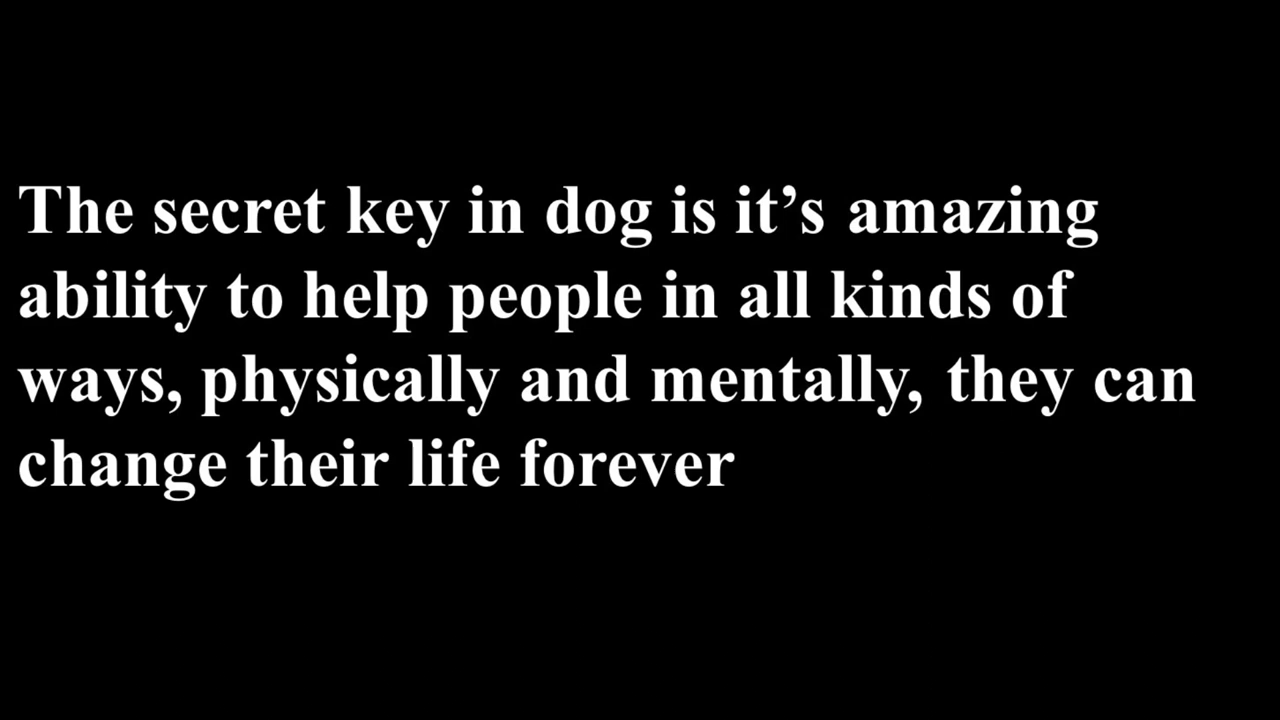 The secret key in dog is it’s amazing
ability to help people in all kinds of
ways, physically and mentally, they can
change their life forever